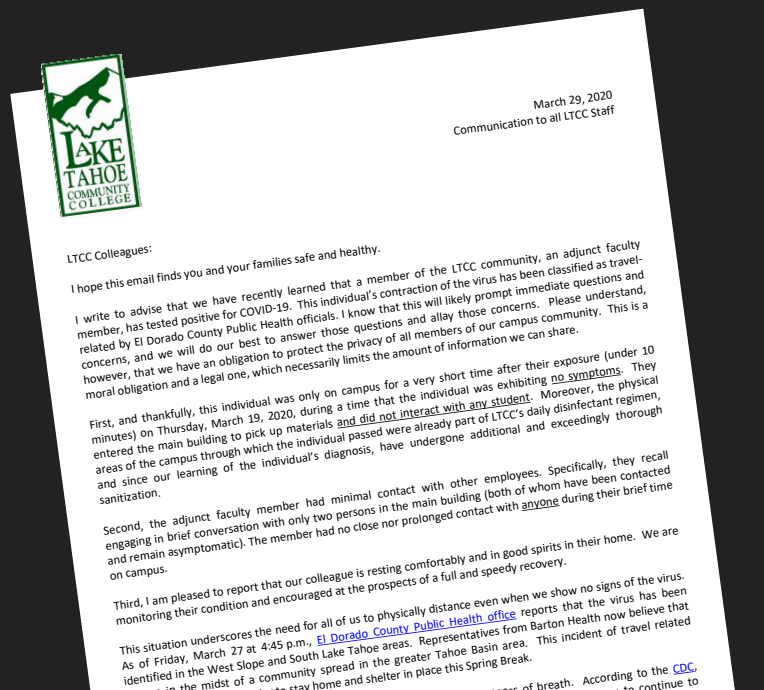 LAKE
TAHOE
COMMUNITY
COLLEGE
March 29, 2020
Communication to all LTCC Staff
LTCC Colleagues:
I hope this email finds you and your families safe and healthy.
I write to advise that we have recently learned that a member of the LTCC community, an adjunct faculty
member, has tested positive for COVID-19. This individual's contraction of the virus has been classified as travel-
related by El Dorado County Public Health officials. I know that this will likely prompt immediate questions and
concerns, and we will do our best to answer those questions and allay those concerns. Please understand,
however, that we have an obligation to protect the privacy of all members of our campus community. This is a
moral obligation and a legal one, which necessarily limits the amount of information we can share.
First, and thankfully, this individual was only on campus for a very short time after their exposure (under 10
minutes) on Thursday, March 19, 2020, during a time that the individual was exhibiting no symptoms. They
entered the main building to pick up materials and did not interact with any student. Moreover, the physical
areas of the campus through which the individual passed were already part of LTCC's daily disinfectant regimen,
and since our learning of the individual's diagnosis, have undergone additional and exceedingly thorough
sanitization.
Second, the adjunct faculty member had minimal contact with other employees. Specifically, they recall
engaging in brief conversation with only two persons in the main building (both of whom have been contacted
and remain asymptomatic). The member had no close nor prolonged contact with anyone during their brief time
on campus.
Third, I am pleased to report that our colleague is resting comfortably and in good spirits in their home. We are
monitoring their condition and encouraged at the prospects of a full and speedy recovery.
This situation underscores the need for all of us to physically distance even when we show no signs of the virus.
As of Friday, March 27 at 4:45 p.m., El Dorado County Public Health office reports that the virus has been
identified in the West Slope and South Lake Tahoe areas. Representatives from Barton Health now believe that
in the midst of a community spread in the greater Tahoe Basin area. This incident of travel related
to stay home and shelter in place this Spring Break.
of breath. According to the CDC,
to continue to